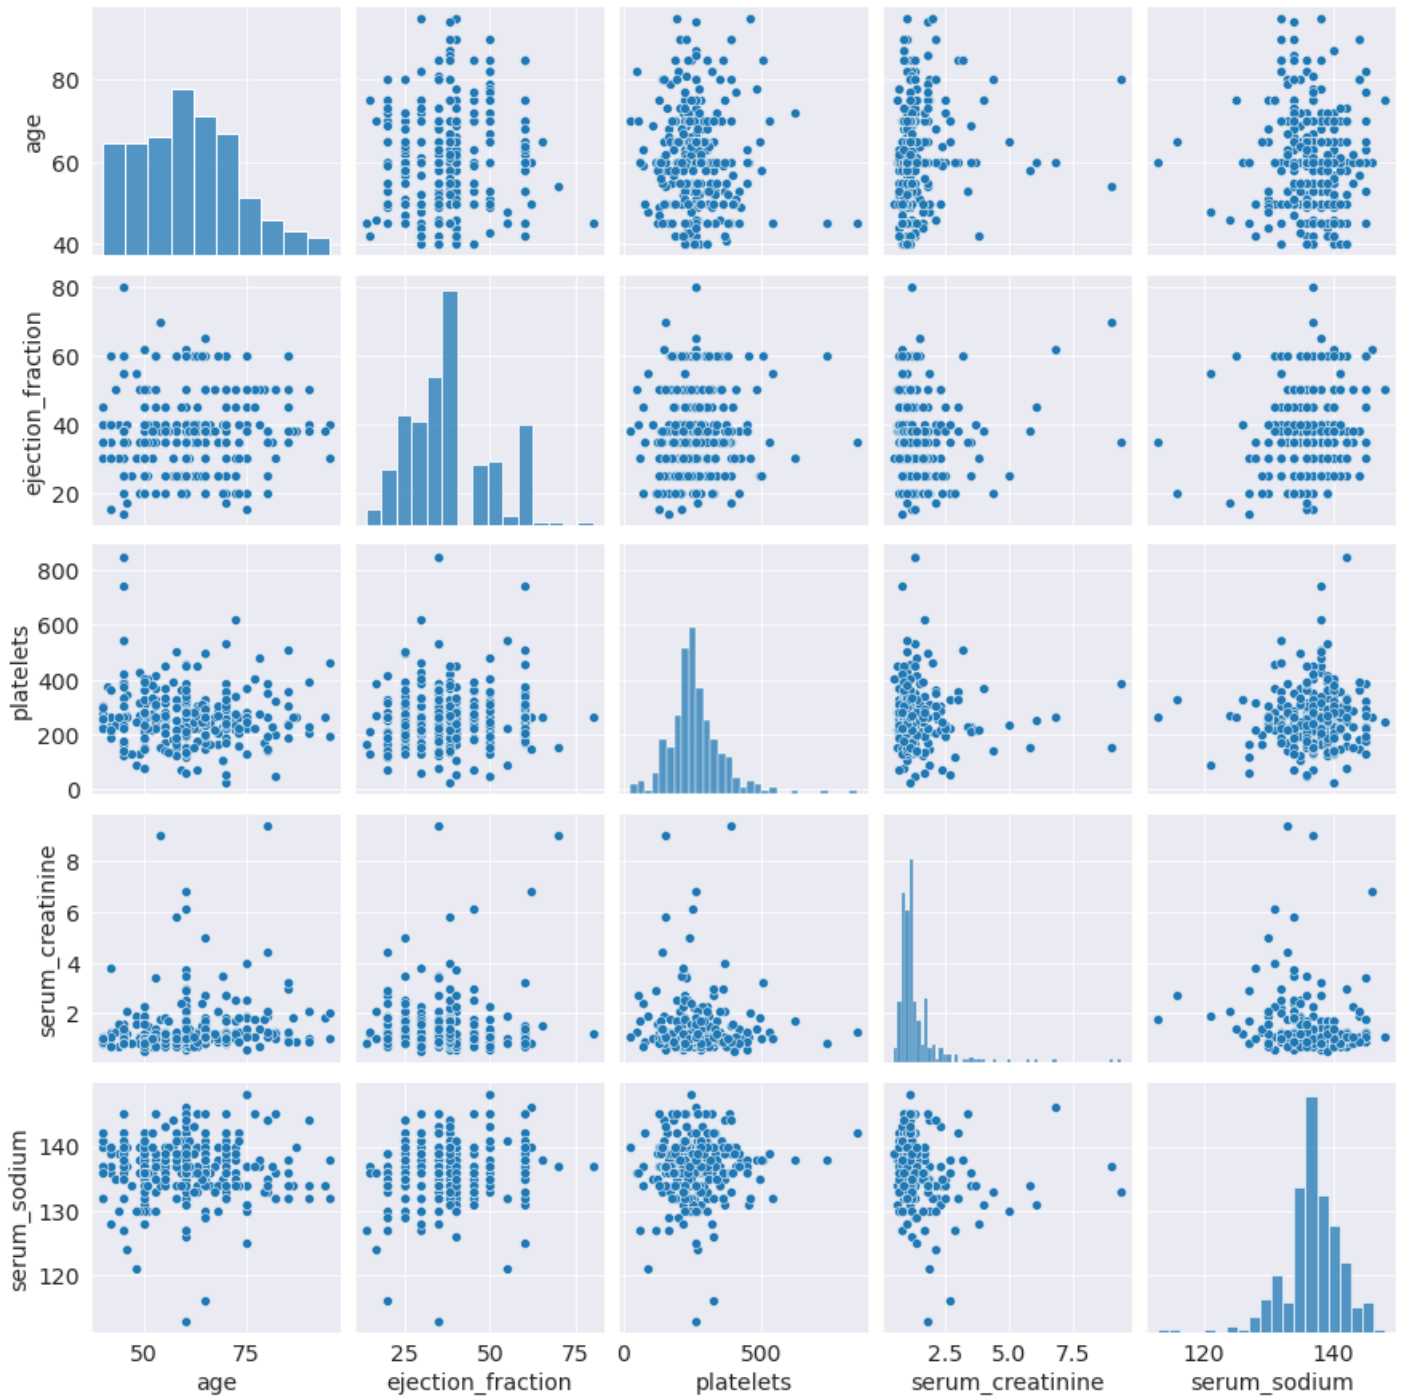 age
80
60
40
ejection_fraction
80
60
40
20
platelets
800
600
400
200
0
serum_creatinine
8
6
4
2
serum_sodium
140
130
120
50 75 25 50 75 0 500 2.5 5.0 7.5 120 140
age ejection_fraction platelets serum_creatinine serum_sodium